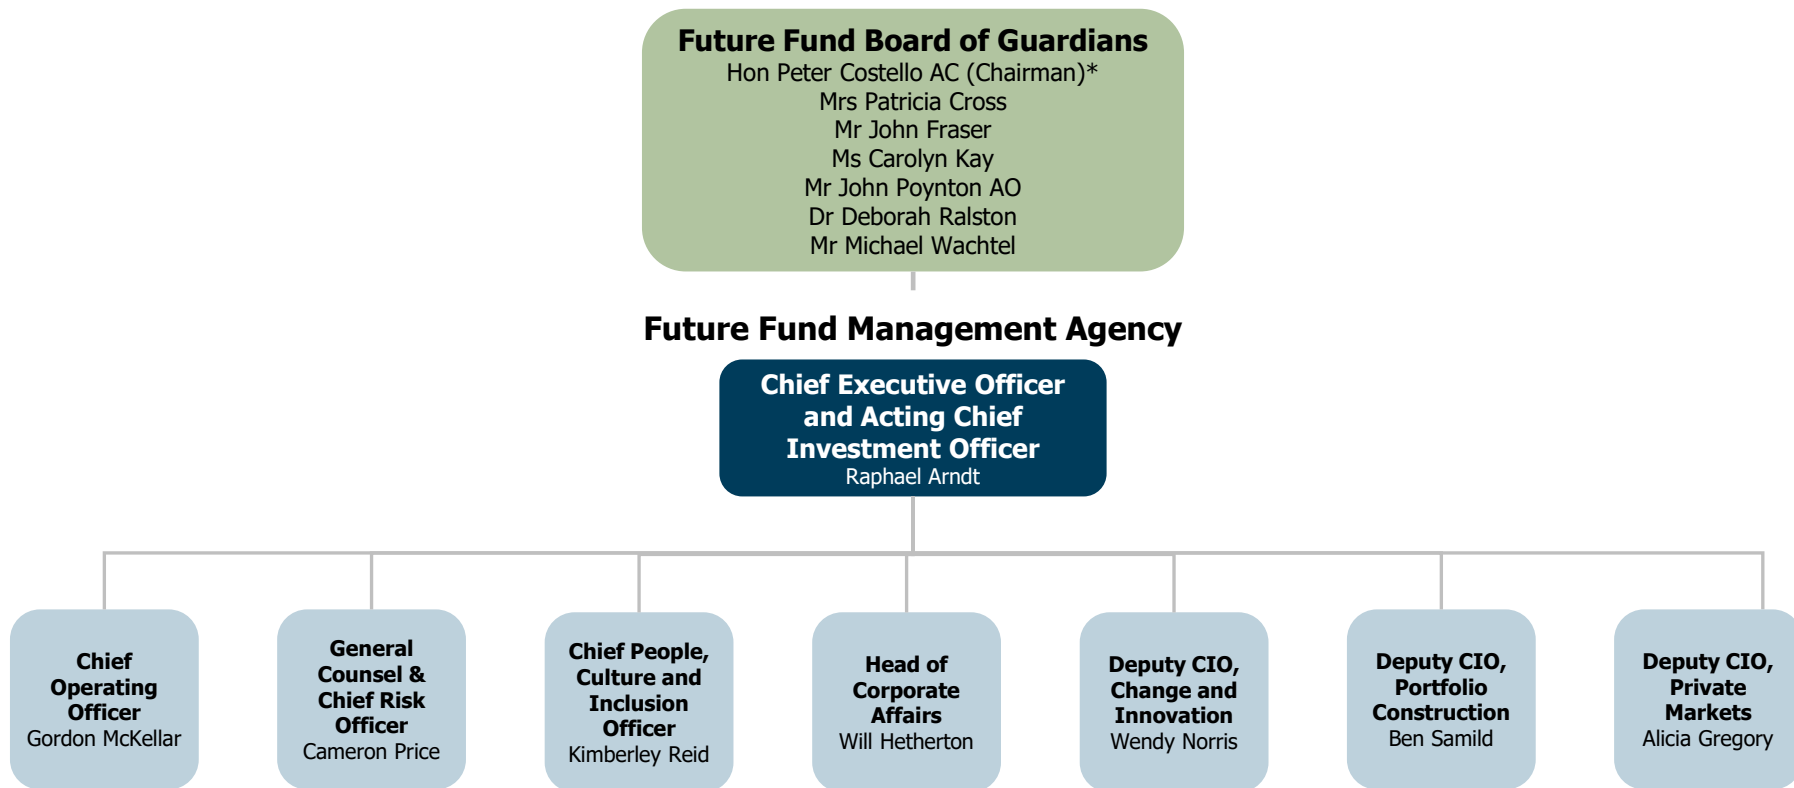 Future Fund Board of Guardians
Hon Peter Costello AC (Chairman)*
Mrs Patricia Cross
Mr John Fraser
Ms Carolyn Kay
Mr John Poynton AO
Dr Deborah Ralston
Mr Michael Wachtel
Future Fund Management Agency
Chief Executive Officer
and Acting Chief
Investment Officer
Raphael Arndt
Chief
Operating
Officer
Gordon McKellar
General
Counsel &
Chief Risk
Officer
Cameron Price
Chief People,
Culture and
Inclusion
Officer
Kimberley Reid
Head of
Corporate
Affairs
Will Hetherton
Deputy CIO,
Change and
Innovation
Wendy Norris
Deputy CIO,
Portfolio
Construction
Ben Samild
Deputy CIO,
Private
Markets
Alicia Gregory